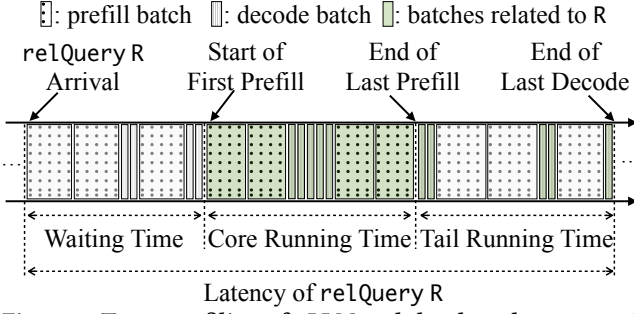 : prefill batch : decode batch : batches related to R
relQuery R Arrival
Start of First Prefill
End of Last Prefill
End of Last Decode
Waiting Time Core Running Time Tail Running Time
Latency of relQuery R